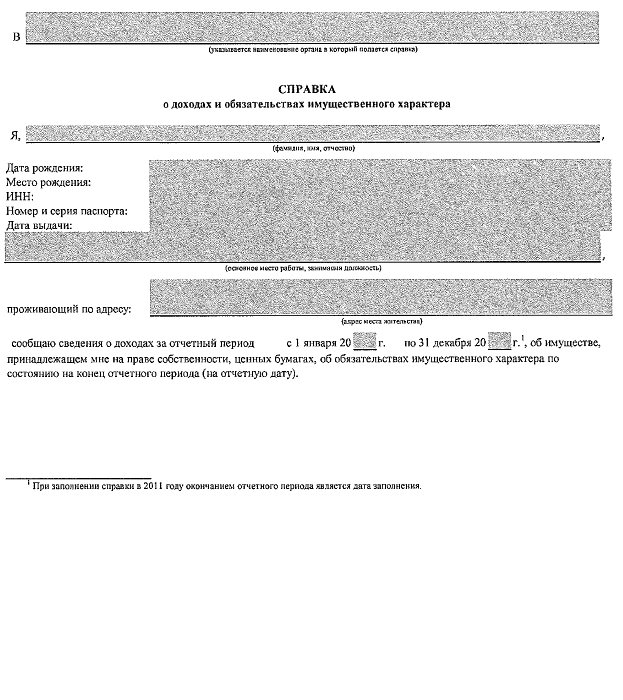 В
(указывается наименование органа в который подается справка)
СПРАВКА
о доходах и обязательствах имущественного характера
Я, ,
(фамилия, имя, отчество)
Дата рождения:
Место рождения:
ИНН:
Номер и серия паспорта:
Дата выдачи:
,
(основное место работы, занимаемая должность)
проживающий по адресу:
(адрес места жительства)
сообщаю сведения о доходах за отчетный период с 1 января 20 г. по 31 декабря 20 г.¹, об имуществе,
принадлежащем мне на праве собственности, ценных бумагах, об обязательствах имущественного характера по
состоянию на конец отчетного периода (на отчетную дату).
¹ При заполнении справки в 2011 году окончанием отчетного периода является дата заполнения.